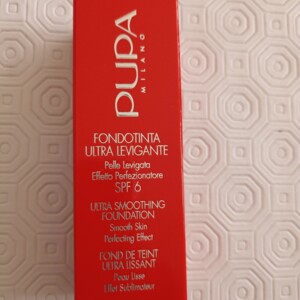 PUPA
MILANO
FONDOTINTA
ULTRA LEVIGANTE
Pelle Levigata
Effetto Perfezionatore
SPF 6
ULTRA SMOOTHING
FOUNDATION
Smooth Skin
Perfecting Effect
FOND DE TEINT
ULTRA LISSANT
Peau Lisse
Effet Sublimateur